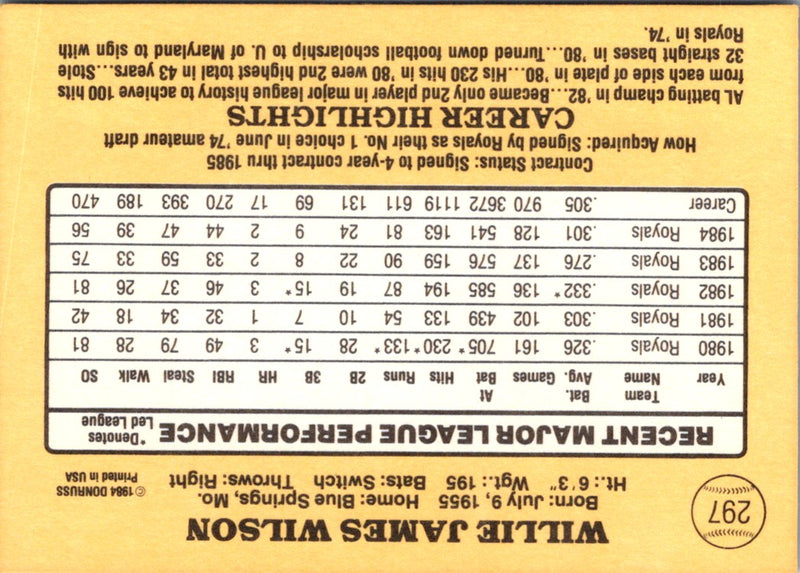 297
WILLIE JAMES WILSON
Born: July 9, 1955 Home: Blue Springs, Mo.
Ht.: 6'3" Wgt.: 195 Bats: Switch Throws: Right
©1984 DONRUSS
Printed in USA
RECENT MAJOR LEAGUE PERFORMANCE *Denotes Led League
Year Team Name Bat. Avg. Games At Bat Hits Runs 2B 3B HR RBI Steal Walk SO
1980 Royals .326 161 705* 230* 133* 28 15* 3 49 79 28 81
1981 Royals .303 102 439 133 54 10 7 1 32 34 18 42
1982 Royals .332* 136 585 194 87 19 15* 3 46 37 26 81
1983 Royals .276 137 576 159 90 22 8 2 33 59 33 75
1984 Royals .301 128 541 163 81 24 9 2 44 47 39 56
Career .305 970 3672 1119 611 131 69 17 270 393 189 470
Contract Status: Signed to 4-year contract thru 1985
How Acquired: Signed by Royals as their No. 1 choice in June '74 amateur draft
CAREER HIGHLIGHTS
AL batting champ in '82...Became only 2nd player in major league history to achieve 100 hits
from each side of plate in '80...His 230 hits in '80 were 2nd highest total in 43 years...Stole
32 straight bases in '80...Turned down football scholarship to U. of Maryland to sign with
Royals in '74.